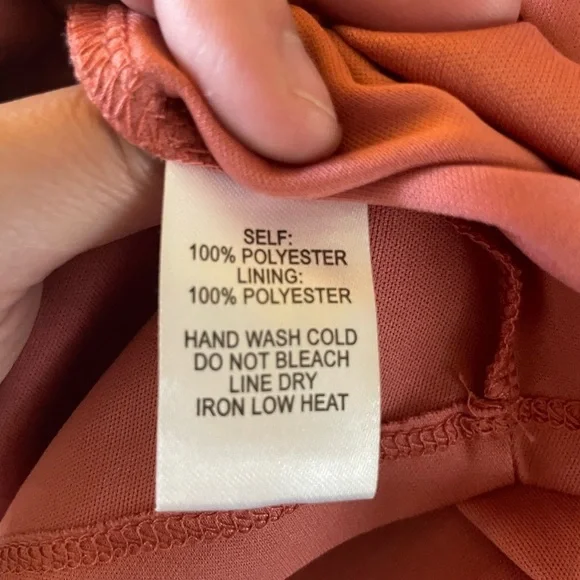 SELF:
100% POLYESTER
LINING:
100% POLYESTER
HAND WASH COLD
DO NOT BLEACH
LINE DRY
IRON LOW HEAT